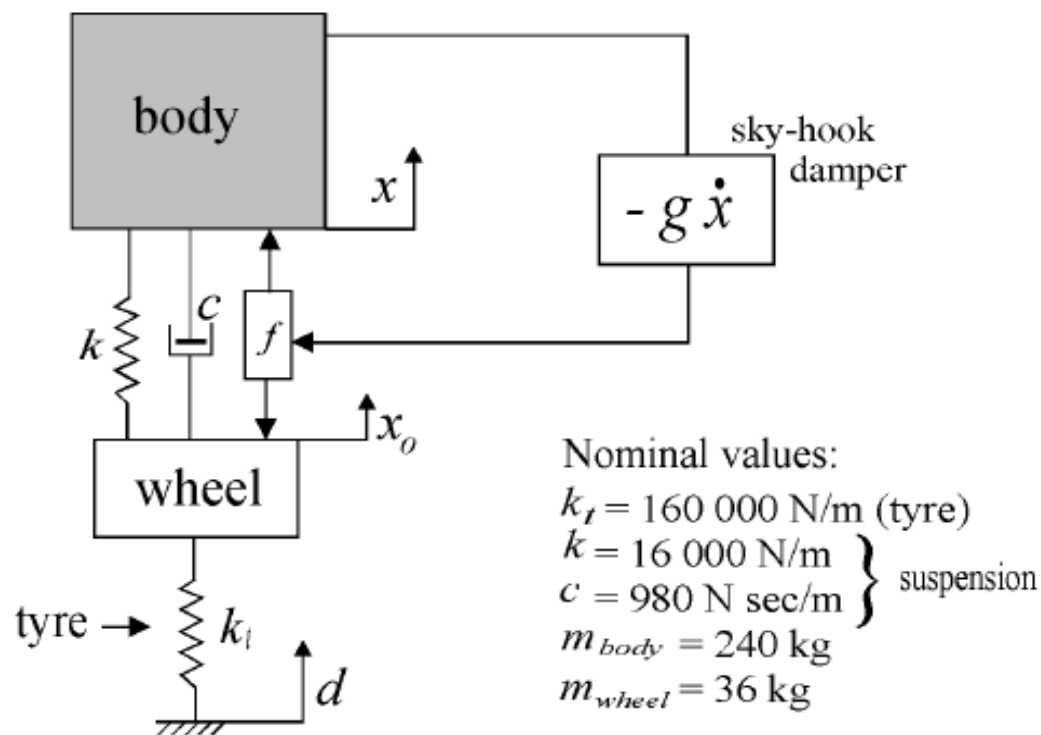 body
sky-hook
damper
- g ẋ
x
c
k
f
x_o
wheel
Nominal values:
k_t = 160 000 N/m (tyre)
k = 16 000 N/m
c = 980 N sec/m
suspension
m_body = 240 kg
m_wheel = 36 kg
tyre
k_t
d